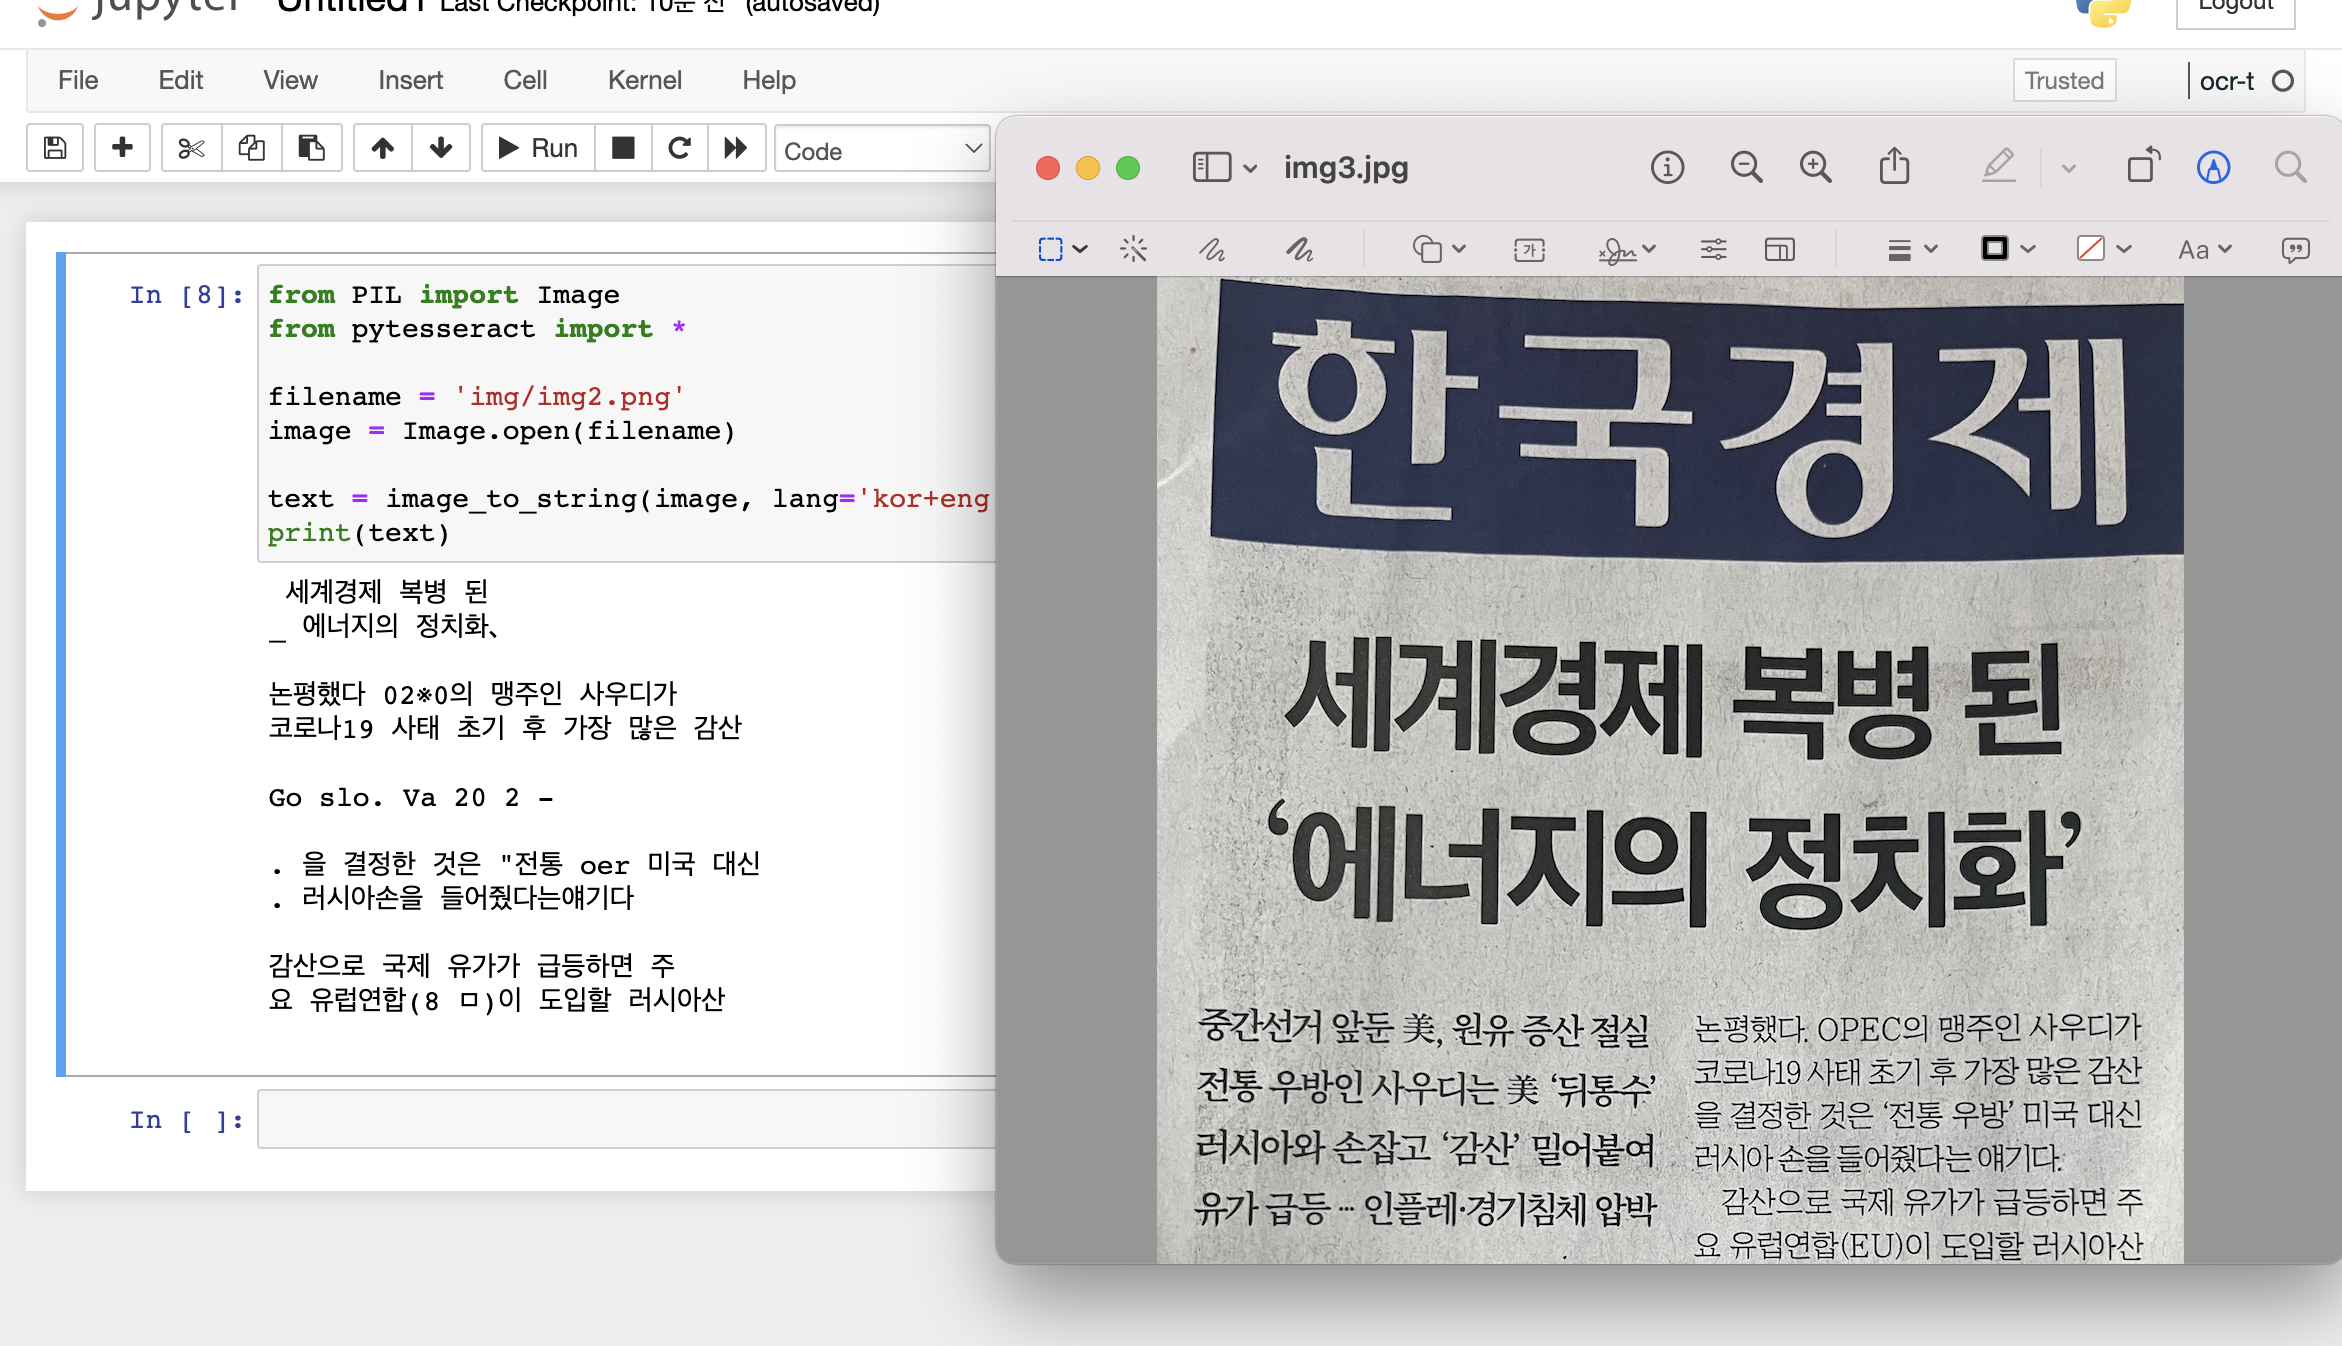 Jupyter Untitled1 Last Checkpoint: 10분 전 (autosaved)
Logout
File Edit View Insert Cell Kernel Help
Trusted
ocr-t
Run
Code
In [8]:
from PIL import Image
from pytesseract import *
filename = 'img/img2.png'
image = Image.open(filename)
text = image_to_string(image, lang='kor+eng
print(text)
세계경제 복병 된
_ 에너지의 정치화、
논평했다 02※0의 맹주인 사우디가
코로나19 사태 초기 후 가장 많은 감산
Go slo. Va 20 2 -
. 을 결정한 것은 "전통 oer 미국 대신
. 러시아손을 들어줬다는얘기다
감산으로 국제 유가가 급등하면 주
요 유럽연합(8 ㅁ)이 도입할 러시아산
In [ ]:
img3.jpg
가
Aa
한국경제
세계경제 복병 된
‘에너지의 정치화’
중간선거 앞둔 美, 원유 증산 절실
전통 우방인 사우디는 美 ‘뒤통수’
러시아와 손잡고 ‘감산’ 밀어붙여
유가 급등… 인플레·경기침체 압박
논평했다. OPEC의 맹주인 사우디가
코로나19 사태 초기 후 가장 많은 감산
을 결정한 것은 ‘전통 우방’ 미국 대신
러시아 손을 들어줬다는 얘기다.
감산으로 국제 유가가 급등하면 주
요 유럽연합(EU)이 도입할 러시아산